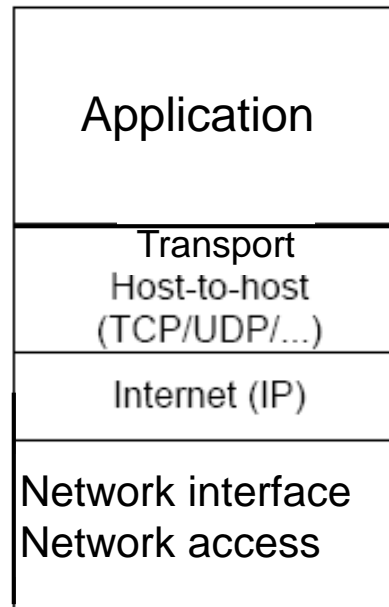 Application
Transport
Host-to-host
(TCP/UDP/...)
Internet (IP)
Network interface
Network access